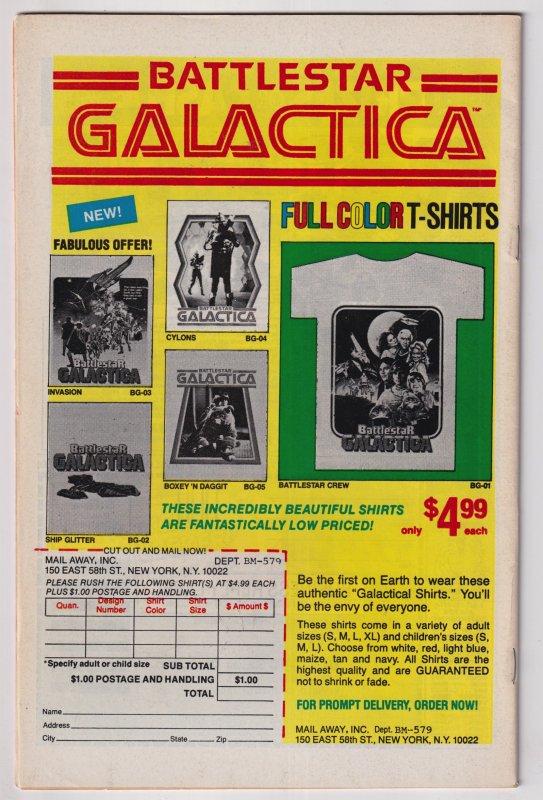 BATTLESTAR
GALACTICA™
NEW!
FABULOUS OFFER!
FULL COLOR T-SHIRTS
BattlestaR
GALACTICA
INVASION BG-03
GALACTICA
CYLONS BG-04
BattlestaR
GALACTICA
SHIP GLITTER BG-02
BATTLESTAR
GALACTICA
BOXEY 'N DAGGIT BG-05
BattlestaR
GALACTICA
BATTLESTAR CREW BG-01
THESE INCREDIBLY BEAUTIFUL SHIRTS
ARE FANTASTICALLY LOW PRICED!
only $4.99 each
CUT OUT AND MAIL NOW!
MAIL AWAY, INC. DEPT. BM-579
150 EAST 58th ST., NEW YORK, N.Y. 10022
PLEASE RUSH THE FOLLOWING SHIRT(S) AT $4.99 EACH
PLUS $1.00 POSTAGE AND HANDLING.
Quan. Design Number Shirt Color Shirt Size $ Amount $
*Specify adult or child size SUB TOTAL
$1.00 POSTAGE AND HANDLING $1.00
TOTAL
Name
Address
City State Zip
Be the first on Earth to wear these
authentic "Galactical Shirts." You'll
be the envy of everyone.
These shirts come in a variety of adult
sizes (S, M, L, XL) and children's sizes (S,
M, L). Choose from white, red, light blue,
maize, tan and navy. All Shirts are the
highest quality and are GUARANTEED
not to shrink or fade.
FOR PROMPT DELIVERY, ORDER NOW!
MAIL AWAY, INC. Dept. BM-579
150 EAST 58th ST., NEW YORK, N.Y. 10022